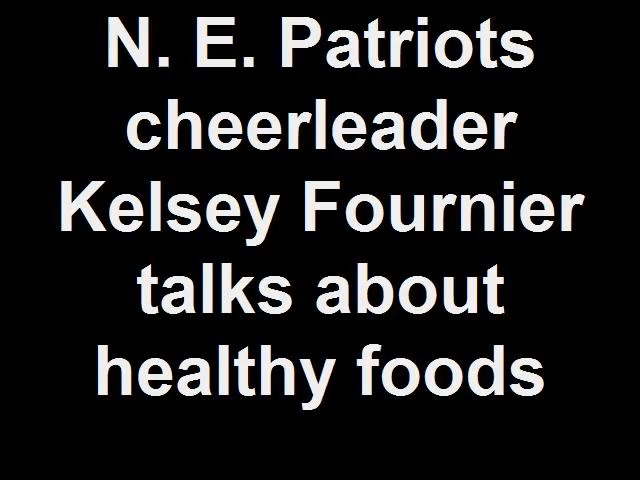 N. E. Patriots
cheerleader
Kelsey Fournier
talks about
healthy foods